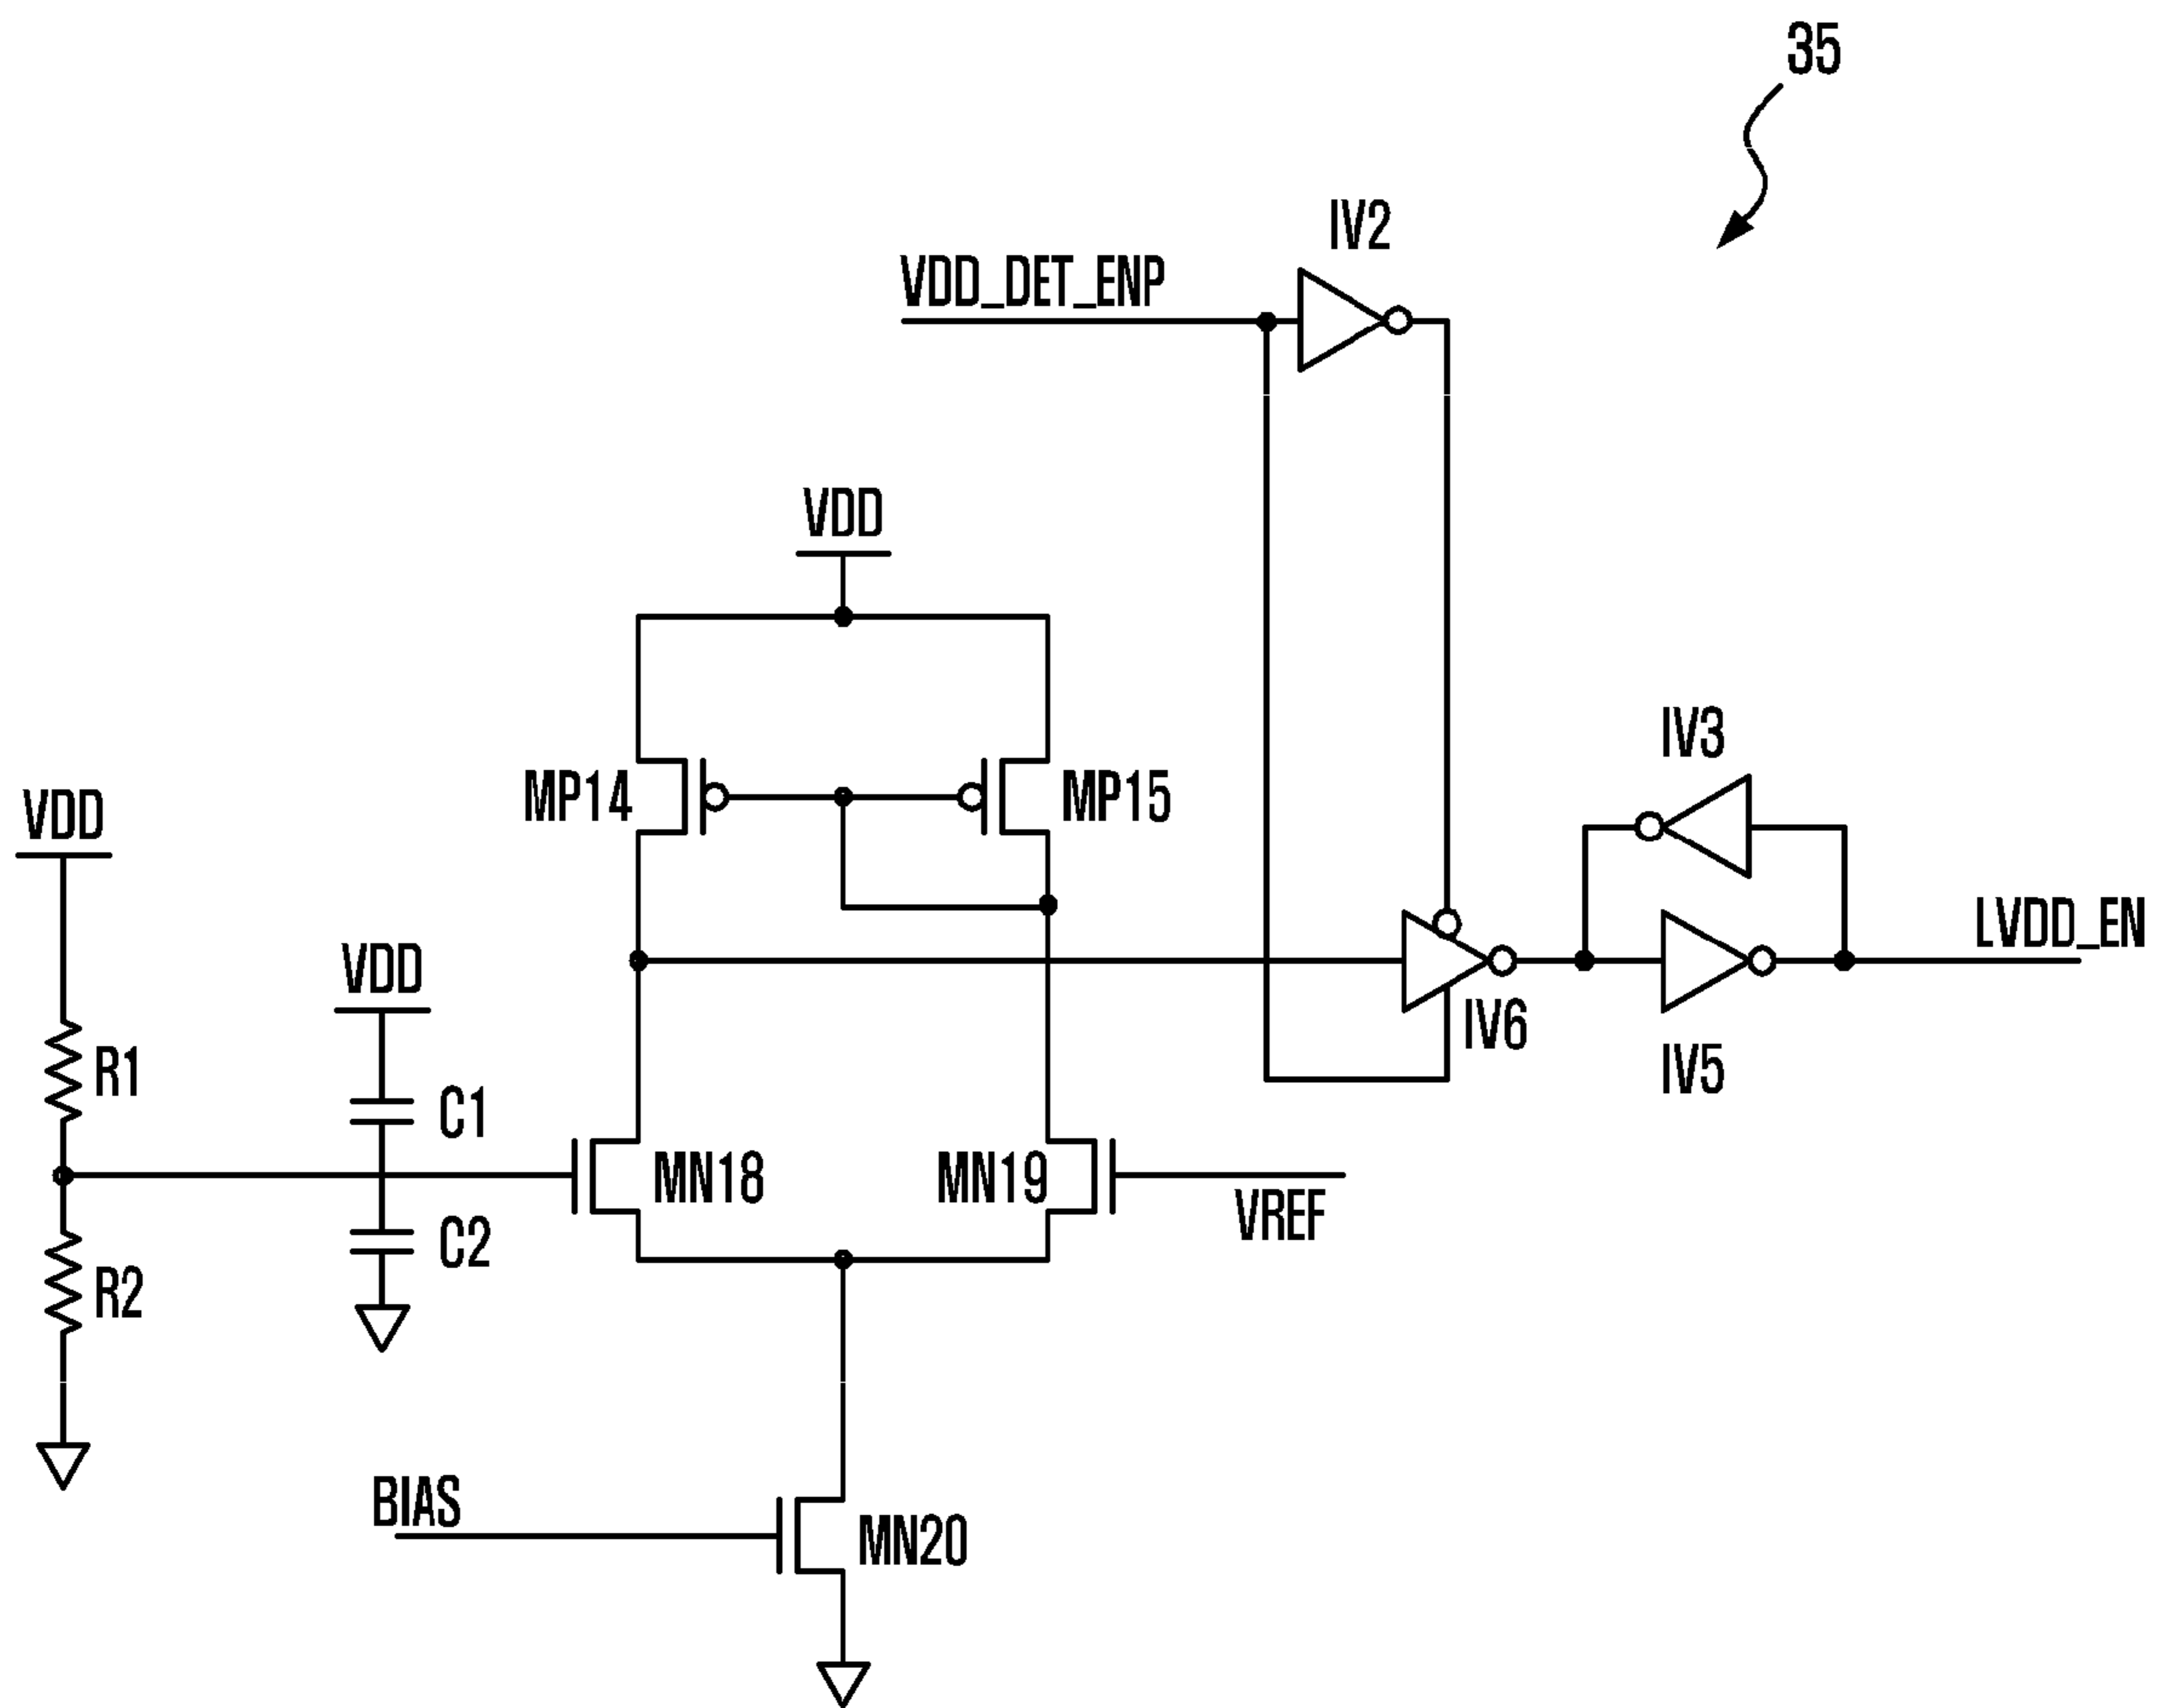 35
IV2
VDD_DET_ENP
VDD
MP14
MP15
IV3
VDD
LVDD_EN
VDD
IV6
R1
IV5
C1
MN18
MN19
VREF
C2
R2
BIAS
MN20